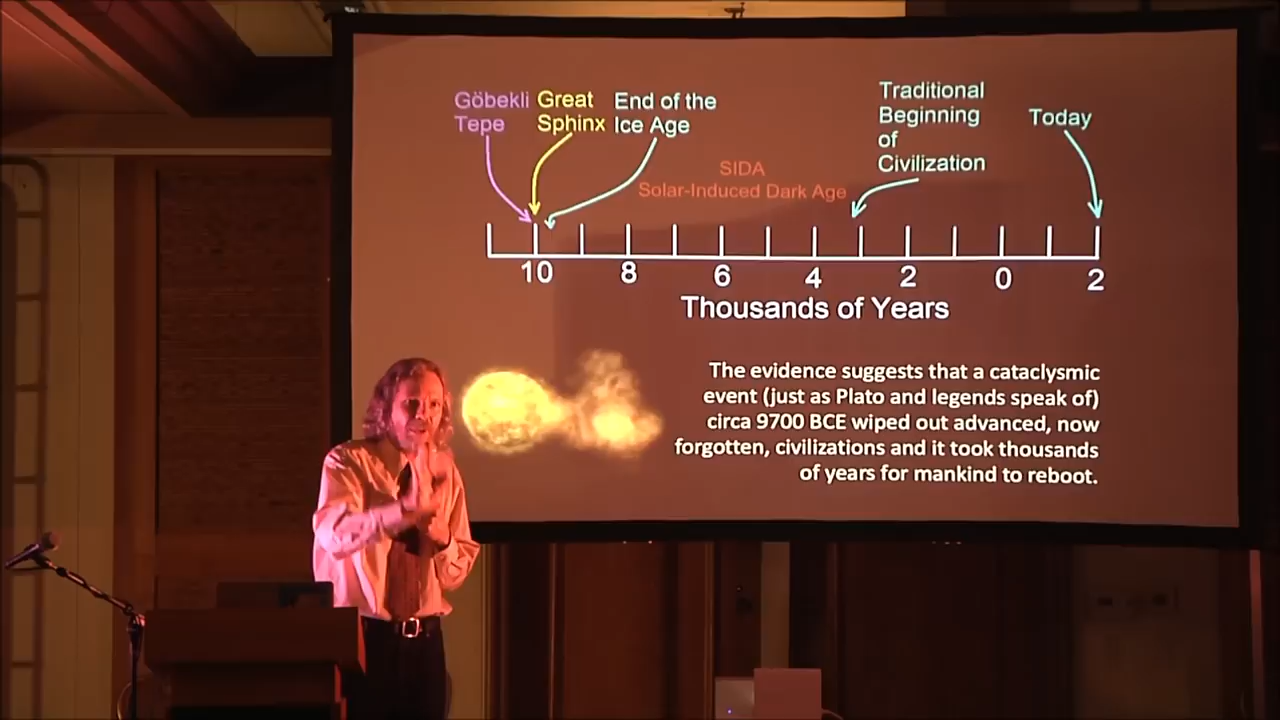 Göbekli
Tepe
Great
Sphinx
End of the
Ice Age
Traditional
Beginning
of
Civilization
Today
SIDA
Solar-Induced Dark Age
10 8 6 4 2 0 2
Thousands of Years
The evidence suggests that a cataclysmic
event (just as Plato and legends speak of)
circa 9700 BCE wiped out advanced, now
forgotten, civilizations and it took thousands
of years for mankind to reboot.